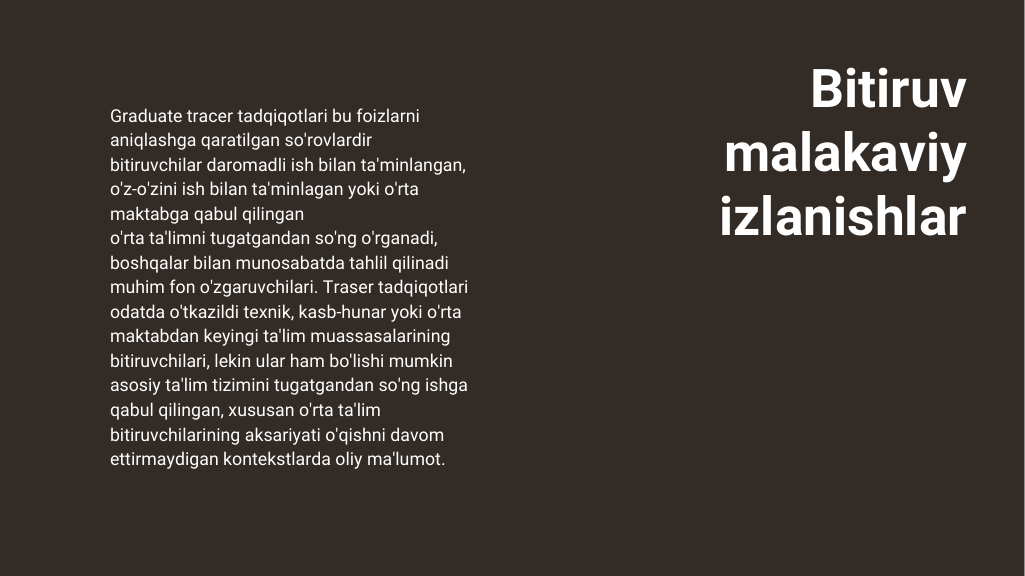 Bitiruv
malakaviy
izlanishlar
Graduate tracer tadqiqotlari bu foizlarni
aniqlashga qaratilgan so'rovlardir
bitiruvchilar daromadli ish bilan ta'minlangan,
o'z-o'zini ish bilan ta'minlagan yoki o'rta
maktabga qabul qilingan
o'rta ta'limni tugatgandan so'ng o'rganadi,
boshqalar bilan munosabatda tahlil qilinadi
muhim fon o'zgaruvchilari. Traser tadqiqotlari
odatda o'tkazildi texnik, kasb-hunar yoki o'rta
maktabdan keyingi ta'lim muassasalarining
bitiruvchilari, lekin ular ham bo'lishi mumkin
asosiy ta'lim tizimini tugatgandan so'ng ishga
qabul qilingan, xususan o'rta ta'lim
bitiruvchilarining aksariyati o'qishni davom
ettirmaydigan kontekstlarda oliy ma'lumot.